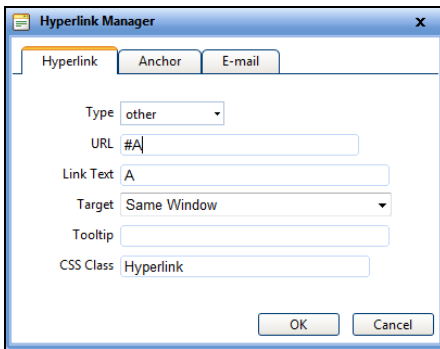 Hyperlink Manager x
Hyperlink Anchor E-mail
Type other
URL #A
Link Text A
Target Same Window
Tooltip
CSS Class Hyperlink
OK Cancel